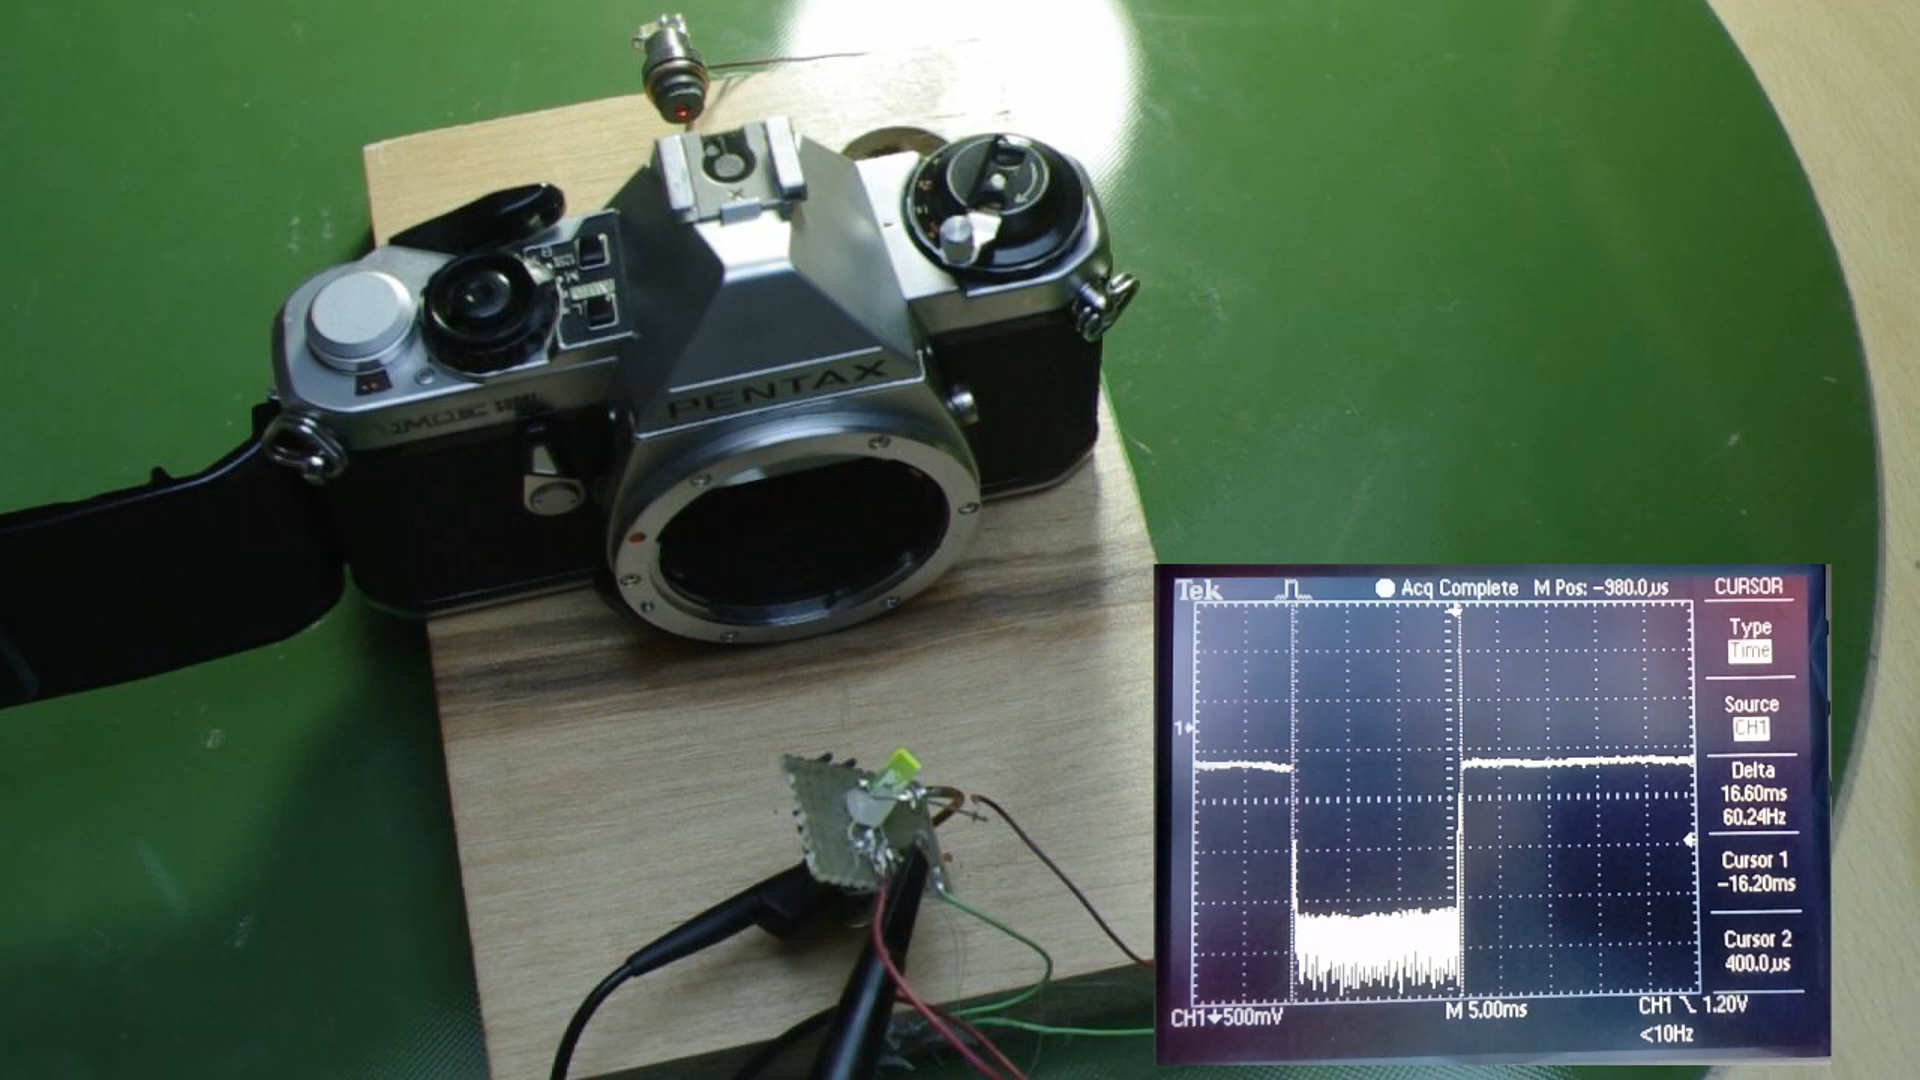 X
PENTAX
Tek
Acq Complete
M Pos: -980.0µs
CURSOR
Type
Time
Source
CH1
Delta
16.60ms
60.24Hz
Cursor 1
-16.20ms
Cursor 2
400.0µs
1
CH1 500mV
M 5.00ms
CH1 1.20V
<10Hz